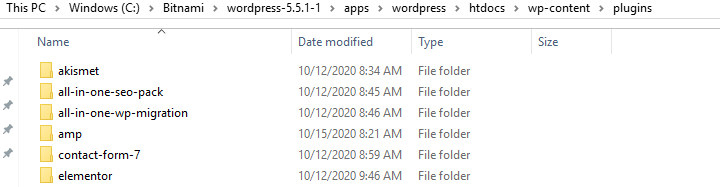 This PC > Windows (C:) > Bitnami > wordpress-5.5.1-1 > apps > wordpress > htdocs > wp-content > plugins
Name Date modified Type Size
akismet 10/12/2020 8:34 AM File folder
all-in-one-seo-pack 10/12/2020 8:45 AM File folder
all-in-one-wp-migration 10/12/2020 8:46 AM File folder
amp 10/15/2020 8:21 AM File folder
contact-form-7 10/12/2020 8:59 AM File folder
elementor 10/12/2020 9:46 AM File folder